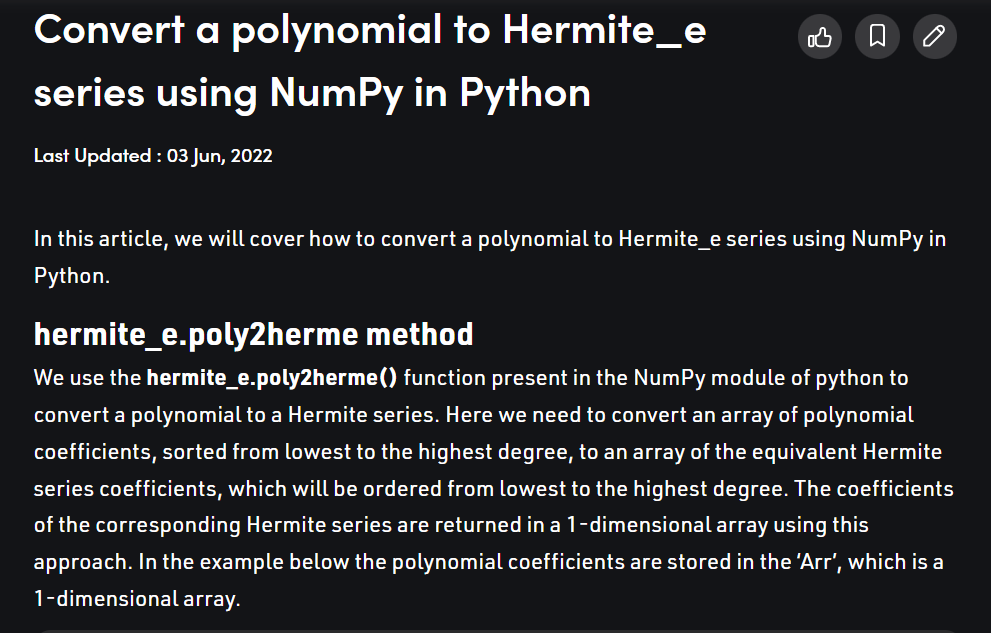 Convert a polynomial to Hermite_e
series using NumPy in Python
Last Updated : 03 Jun, 2022
In this article, we will cover how to convert a polynomial to Hermite_e series using NumPy in
Python.
hermite_e.poly2herme method
We use the hermite_e.poly2herme() function present in the NumPy module of python to
convert a polynomial to a Hermite series. Here we need to convert an array of polynomial
coefficients, sorted from lowest to the highest degree, to an array of the equivalent Hermite
series coefficients, which will be ordered from lowest to the highest degree. The coefficients
of the corresponding Hermite series are returned in a 1-dimensional array using this
approach. In the example below the polynomial coefficients are stored in the ‘Arr’, which is a
1-dimensional array.